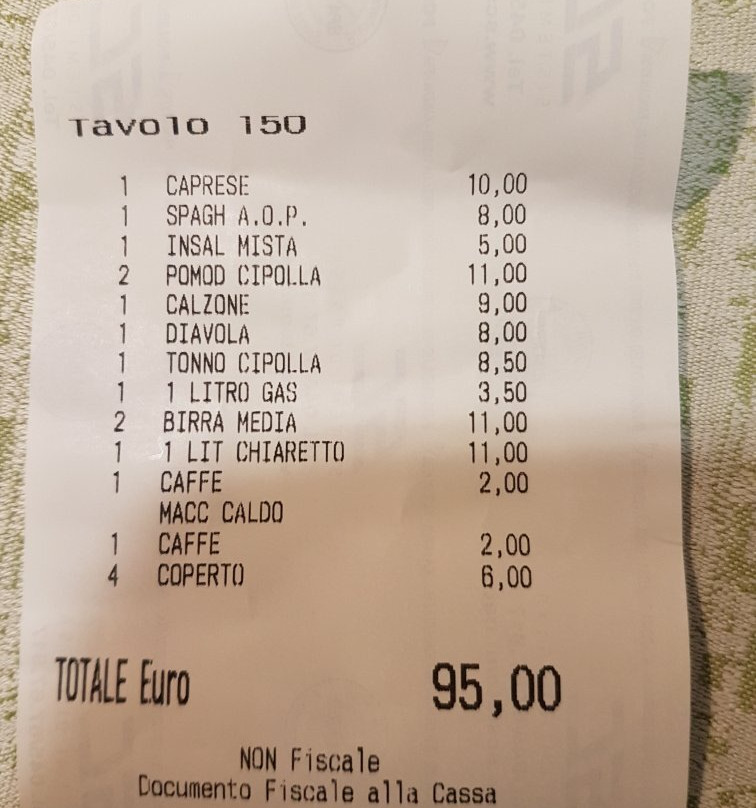 Tavolo 150
1 CAPRESE 10,00
1 SPAGH A.O.P. 8,00
1 INSAL MISTA 5,00
2 POMOD CIPOLLA 11,00
1 CALZONE 9,00
1 DIAVOLA 8,00
1 TONNO CIPOLLA 8,50
1 1 LITRO GAS 3,50
2 BIRRA MEDIA 11,00
1 1 LIT CHIARETTO 11,00
1 CAFFE 2,00
MACC CALDO
1 CAFFE 2,00
4 COPERTO 6,00
TOTALE Euro 95,00
NON Fiscale
Documento Fiscale alla Cassa